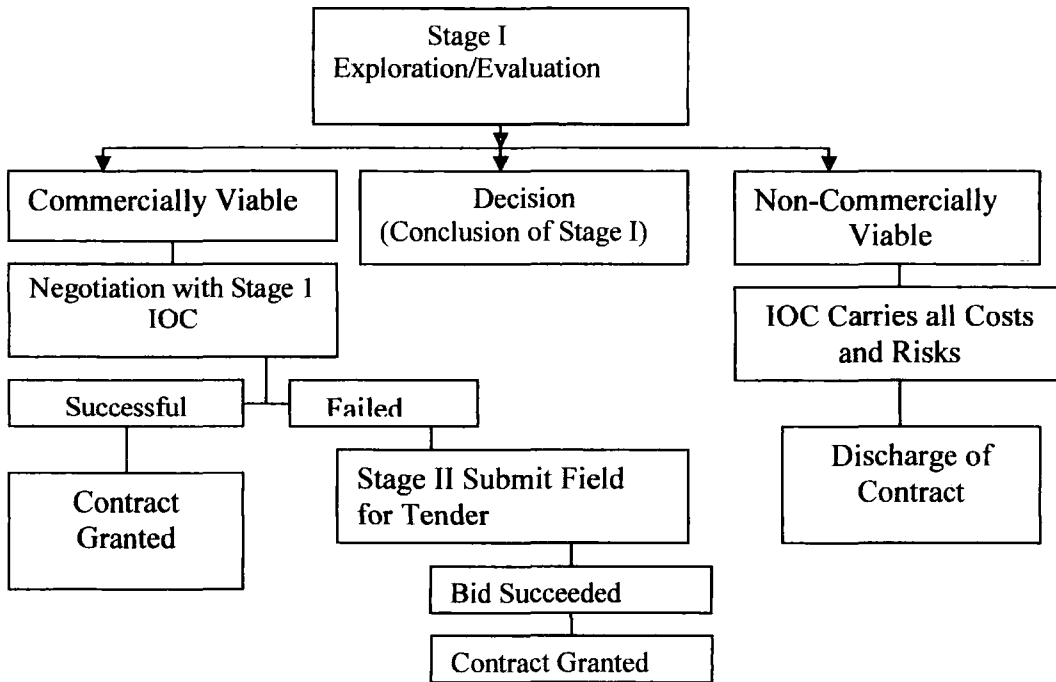 Stage I
Exploration/Evaluation
Commercially Viable
Decision
(Conclusion of Stage I)
Non-Commercially
Viable
Negotiation with Stage 1
IOC
IOC Carries all Costs
and Risks
Successful
Failed
Contract
Granted
Stage II Submit Field
for Tender
Discharge of
Contract
Bid Succeeded
Contract Granted